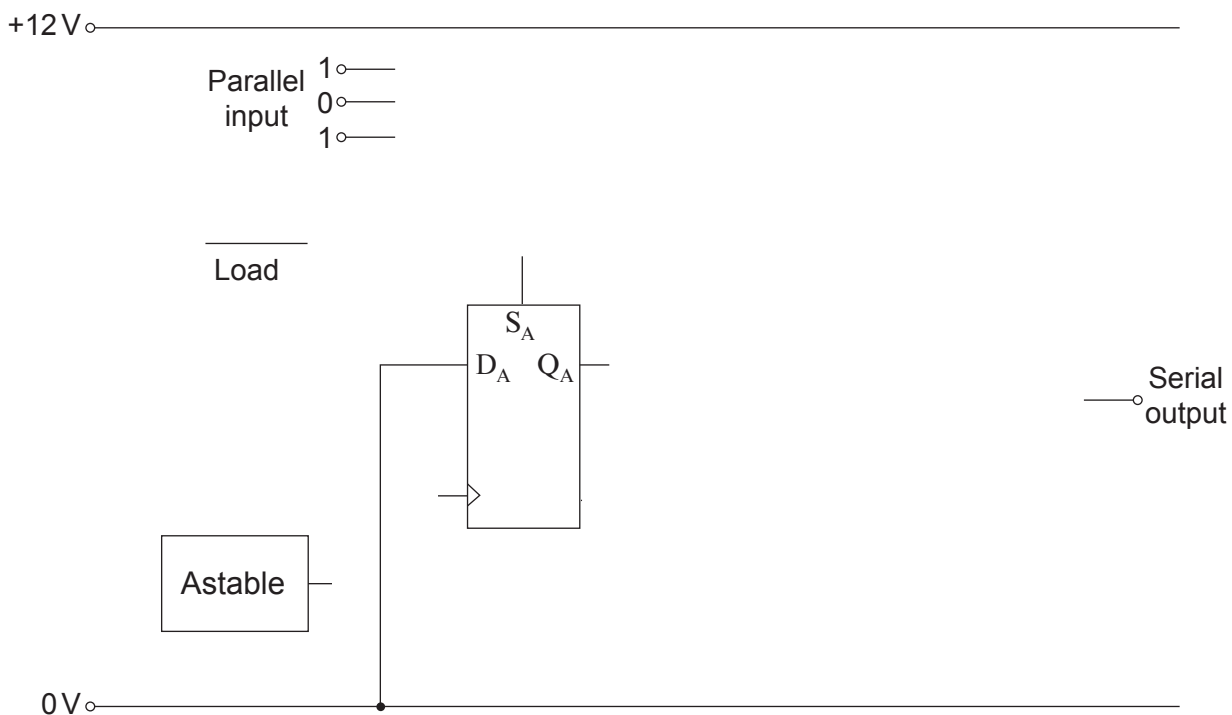 +12 V
Parallel
input
1
0
1
Load
S_A
D_A
Q_A
Serial
output
Astable
0 V